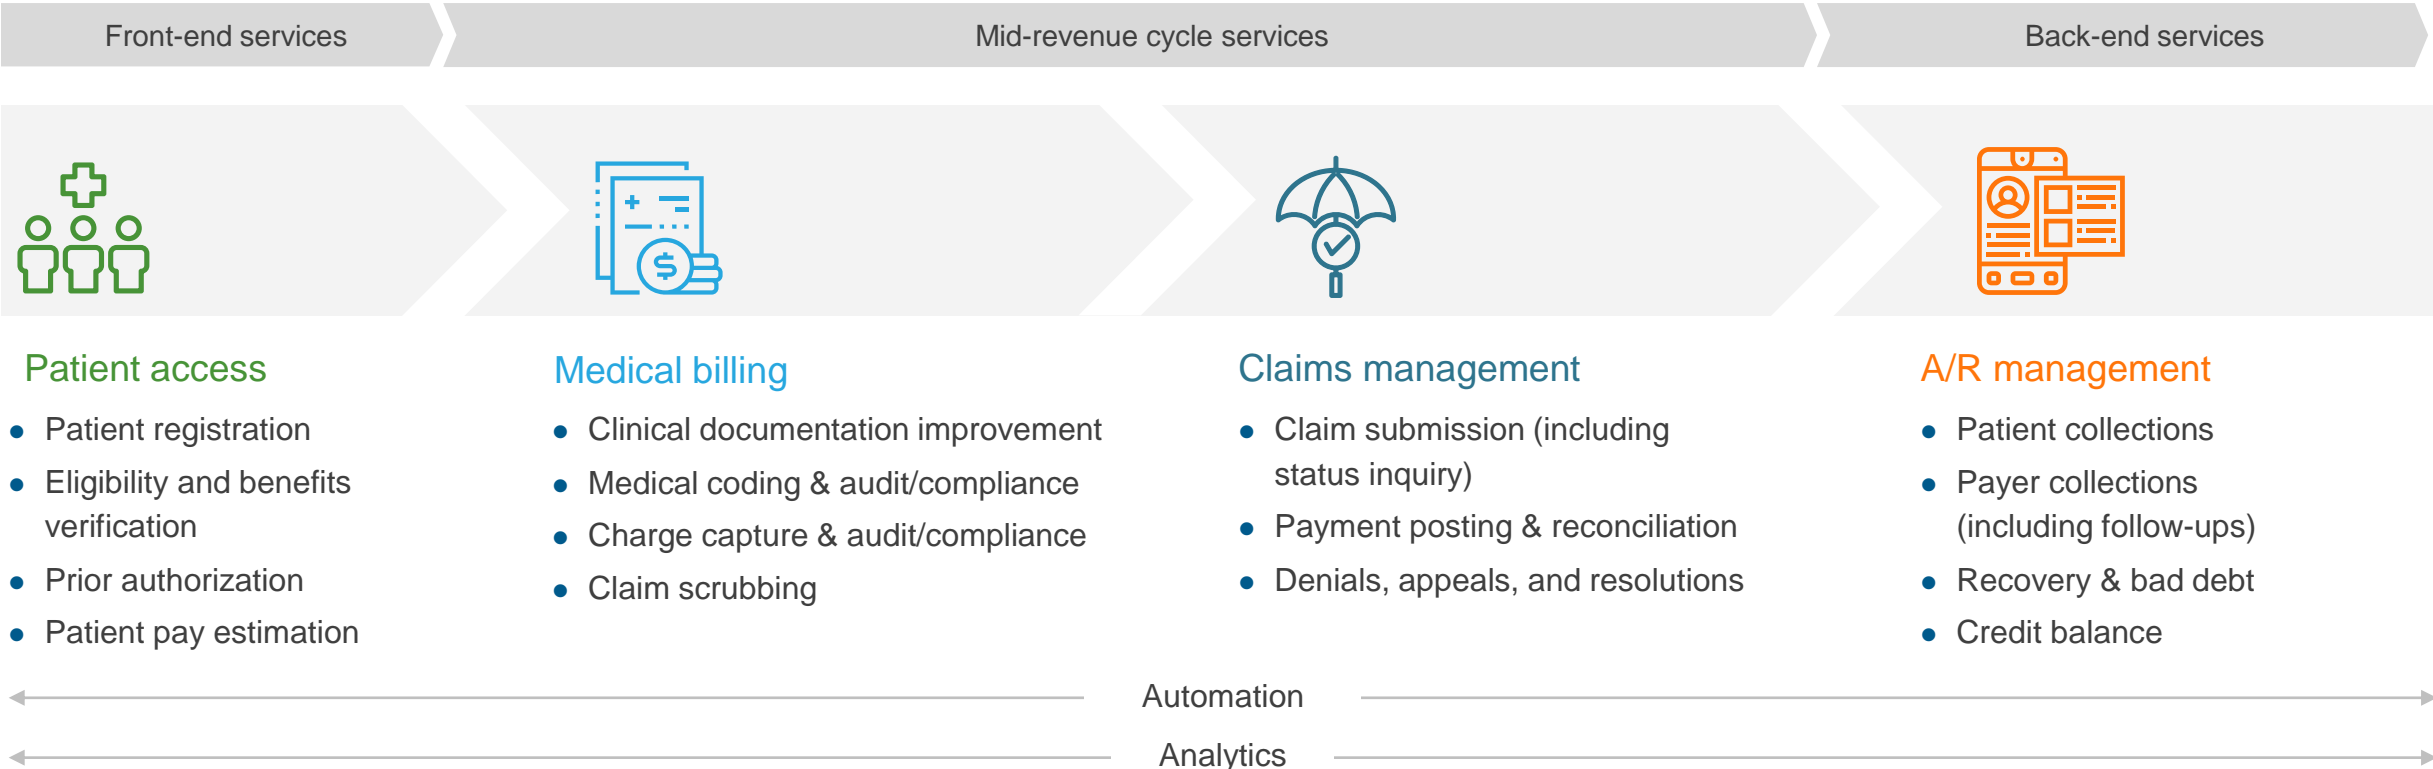 Front-end services
Mid-revenue cycle services
Back-end services
Patient access
• Patient registration
• Eligibility and benefits
verification
• Prior authorization
• Patient pay estimation
Medical billing
• Clinical documentation improvement
• Medical coding & audit/compliance
• Charge capture & audit/compliance
• Claim scrubbing
Claims management
• Claim submission (including
status inquiry)
• Payment posting & reconciliation
• Denials, appeals, and resolutions
A/R management
• Patient collections
• Payer collections
(including follow-ups)
• Recovery & bad debt
• Credit balance
Automation
Analytics